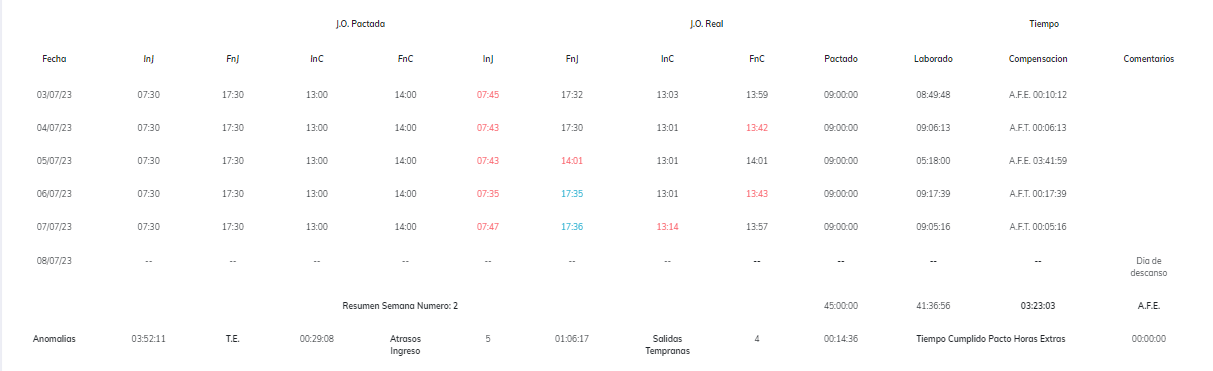 J.O. Pactada J.O. Real Tiempo
Fecha InJ FnJ InC FnC InJ FnJ InC FnC Pactado Laborado Compensacion Comentarios
03/07/23 07:30 17:30 13:00 14:00 07:45 17:32 13:03 13:59 09:00:00 08:49:48 A.F.E. 00:10:12
04/07/23 07:30 17:30 13:00 14:00 07:43 17:30 13:01 13:42 09:00:00 09:06:13 A.F.T. 00:06:13
05/07/23 07:30 17:30 13:00 14:00 07:43 14:01 13:01 14:01 09:00:00 05:18:00 A.F.E. 03:41:59
06/07/23 07:30 17:30 13:00 14:00 07:35 17:35 13:01 13:43 09:00:00 09:17:39 A.F.T. 00:17:39
07/07/23 07:30 17:30 13:00 14:00 07:47 17:36 13:14 13:57 09:00:00 09:05:16 A.F.T. 00:05:16
08/07/23 -- -- -- -- -- -- -- -- -- -- -- Dia de
descanso
Resumen Semana Numero: 2 45:00:00 41:36:56 03:23:03 A.F.E.
Anomalias 03:52:11 T.E. 00:29:08 Atrasos 5 01:06:17 Salidas 4 00:14:36 Tiempo Cumplido Pacto Horas Extras 00:00:00
Ingreso Tempranas